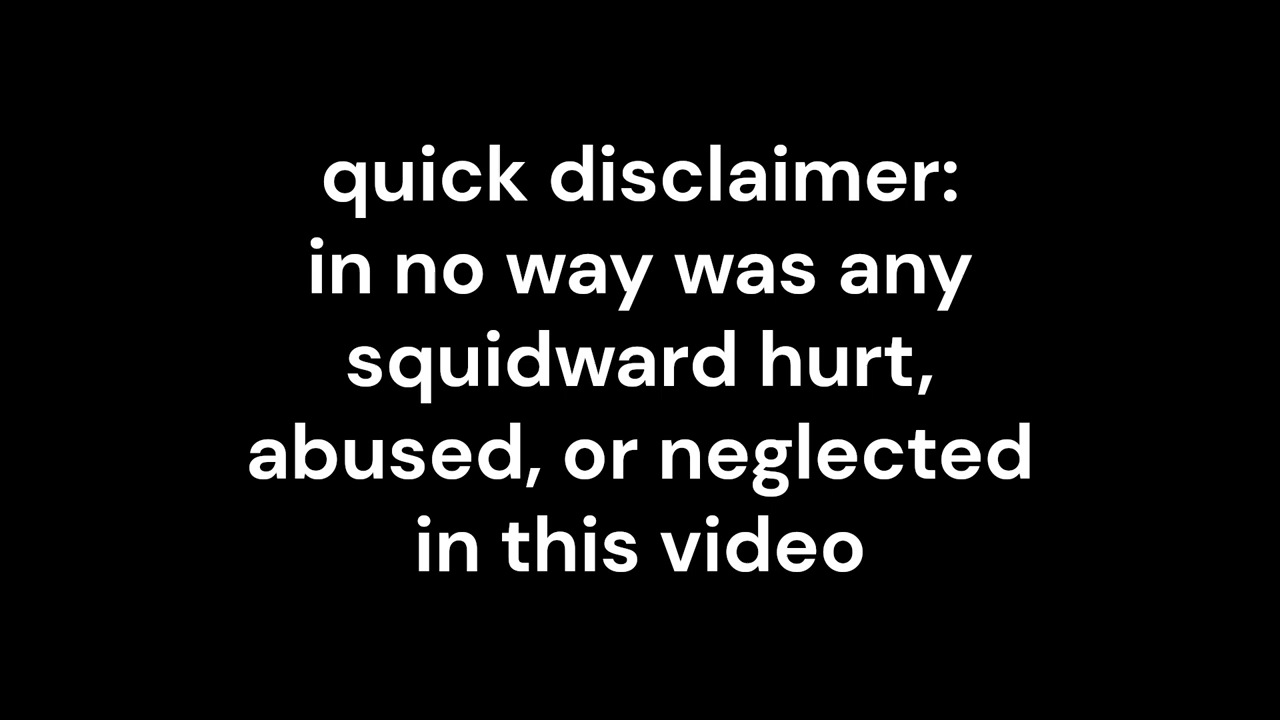 quick disclaimer:
in no way was any
squidward hurt,
abused, or neglected
in this video